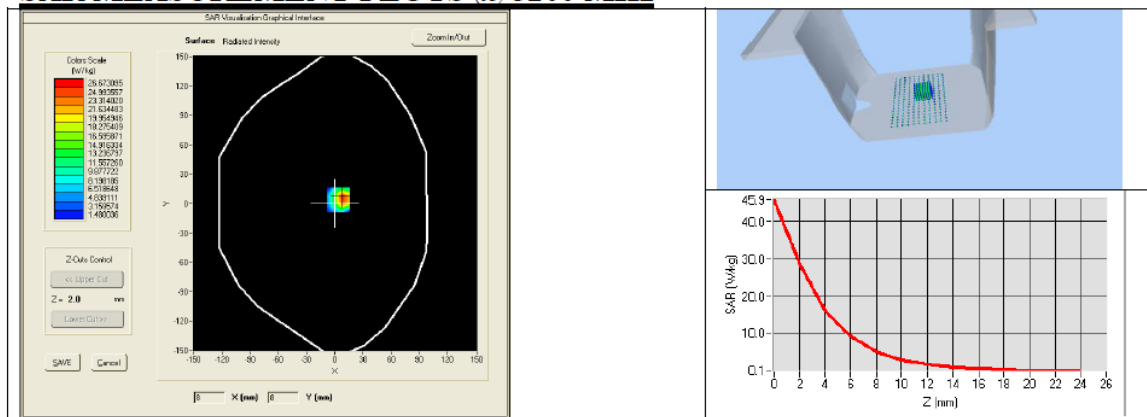 SAR Visualisation Graphical Interface
Surface Radiated Intensity
Zoom In/Out
Colors Scale
(W/kg)
26.673095
24.993557
23.314020
21.634483
19.954946
18.275409
16.595871
14.916334
13.236797
11.557260
9.877722
8.198185
6.518648
4.839111
3.159574
1.480036
150
120
90
60
30
0
-30
-60
-90
-120
-150
Y
-150 -120 -90 -60 -30 0 30 60 90 120 150
X
Z-Cuts Control
<< Upper Cut
Z = 2.0 mm
Lower Cut>>
SAVE Cancel
8 X (mm) 8 Y (mm)
45.9
40.0
30.0
20.0
10.0
0.1
SAR (W/kg)
0 2 4 6 8 10 12 14 16 18 20 22 24 26
Z (mm)